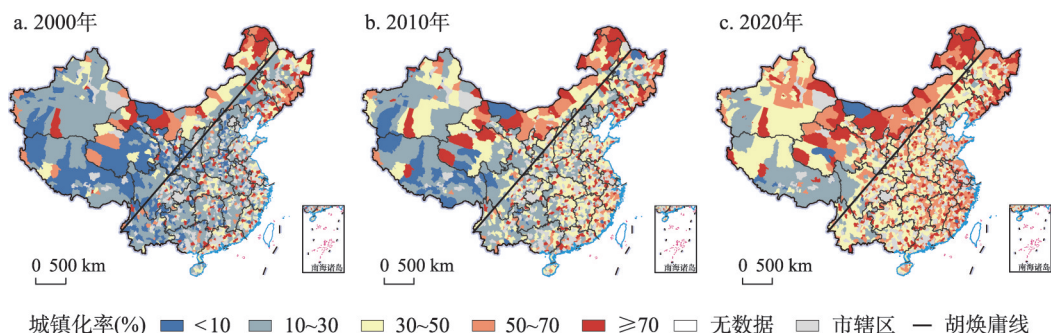 a. 2000年
b. 2010年
c. 2020年
0 500 km
南海诸岛
0 500 km
南海诸岛
0 500 km
南海诸岛
城镇化率(%) <10 10~30 30~50 50~70 ≥70 无数据 市辖区 胡焕庸线